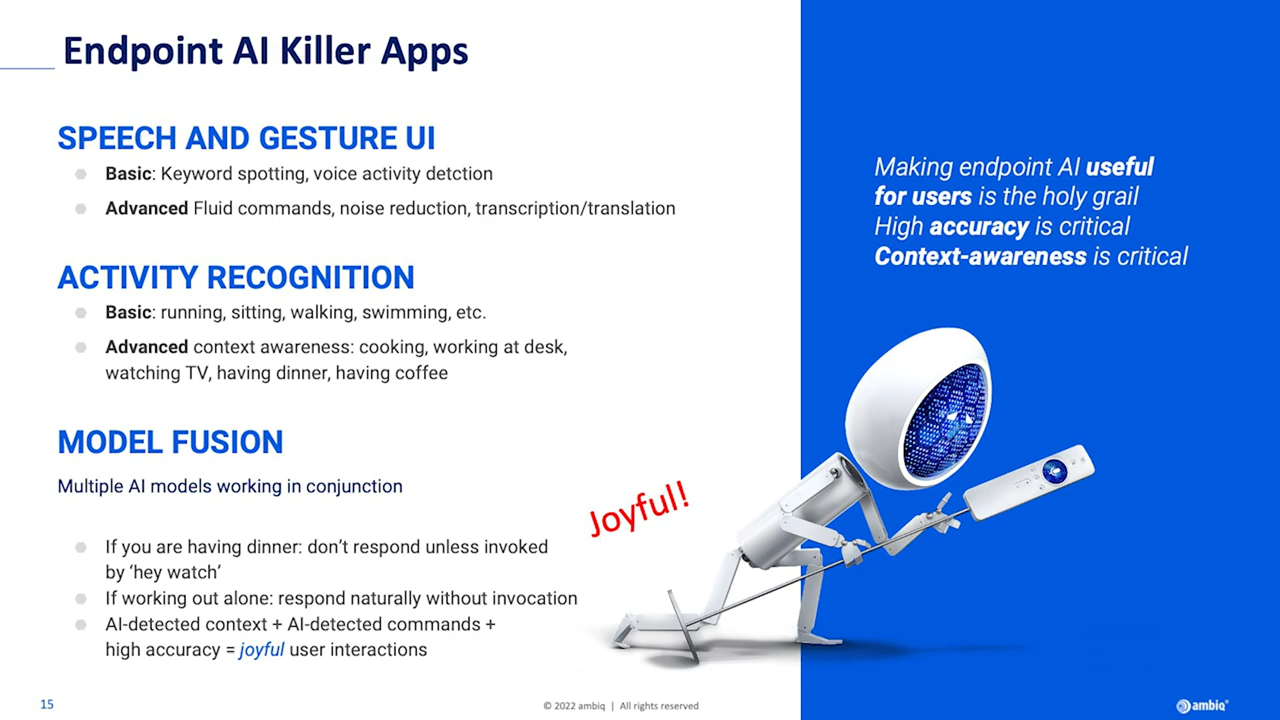 Endpoint AI Killer Apps
SPEECH AND GESTURE UI
Basic: Keyword spotting, voice activity detction
Advanced Fluid commands, noise reduction, transcription/translation
ACTIVITY RECOGNITION
Basic: running, sitting, walking, swimming, etc.
Advanced context awareness: cooking, working at desk,
watching TV, having dinner, having coffee
MODEL FUSION
Multiple AI models working in conjunction
If you are having dinner: don’t respond unless invoked
by ‘hey watch’
If working out alone: respond naturally without invocation
AI-detected context + AI-detected commands +
high accuracy = joyful user interactions
Joyful!
Making endpoint AI useful
for users is the holy grail
High accuracy is critical
Context-awareness is critical
15
© 2022 ambiq | All rights reserved
ambiq®